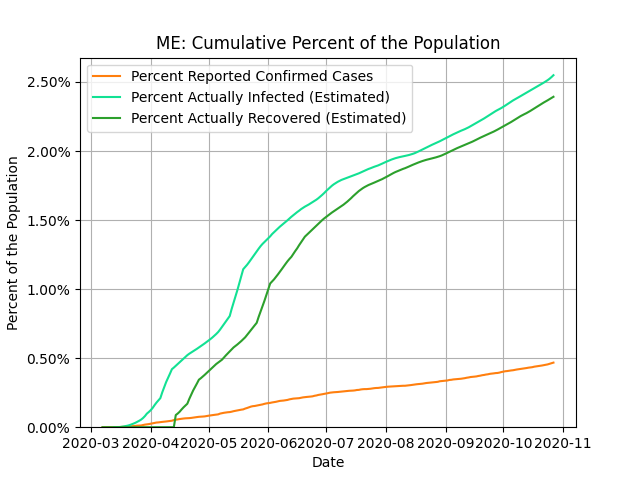 ME: Cumulative Percent of the Population
Percent Reported Confirmed Cases
Percent Actually Infected (Estimated)
Percent Actually Recovered (Estimated)
Percent of the Population
2.50%
2.00%
1.50%
1.00%
0.50%
0.00%
2020-03 2020-04 2020-05 2020-06 2020-07 2020-08 2020-09 2020-10 2020-11
Date